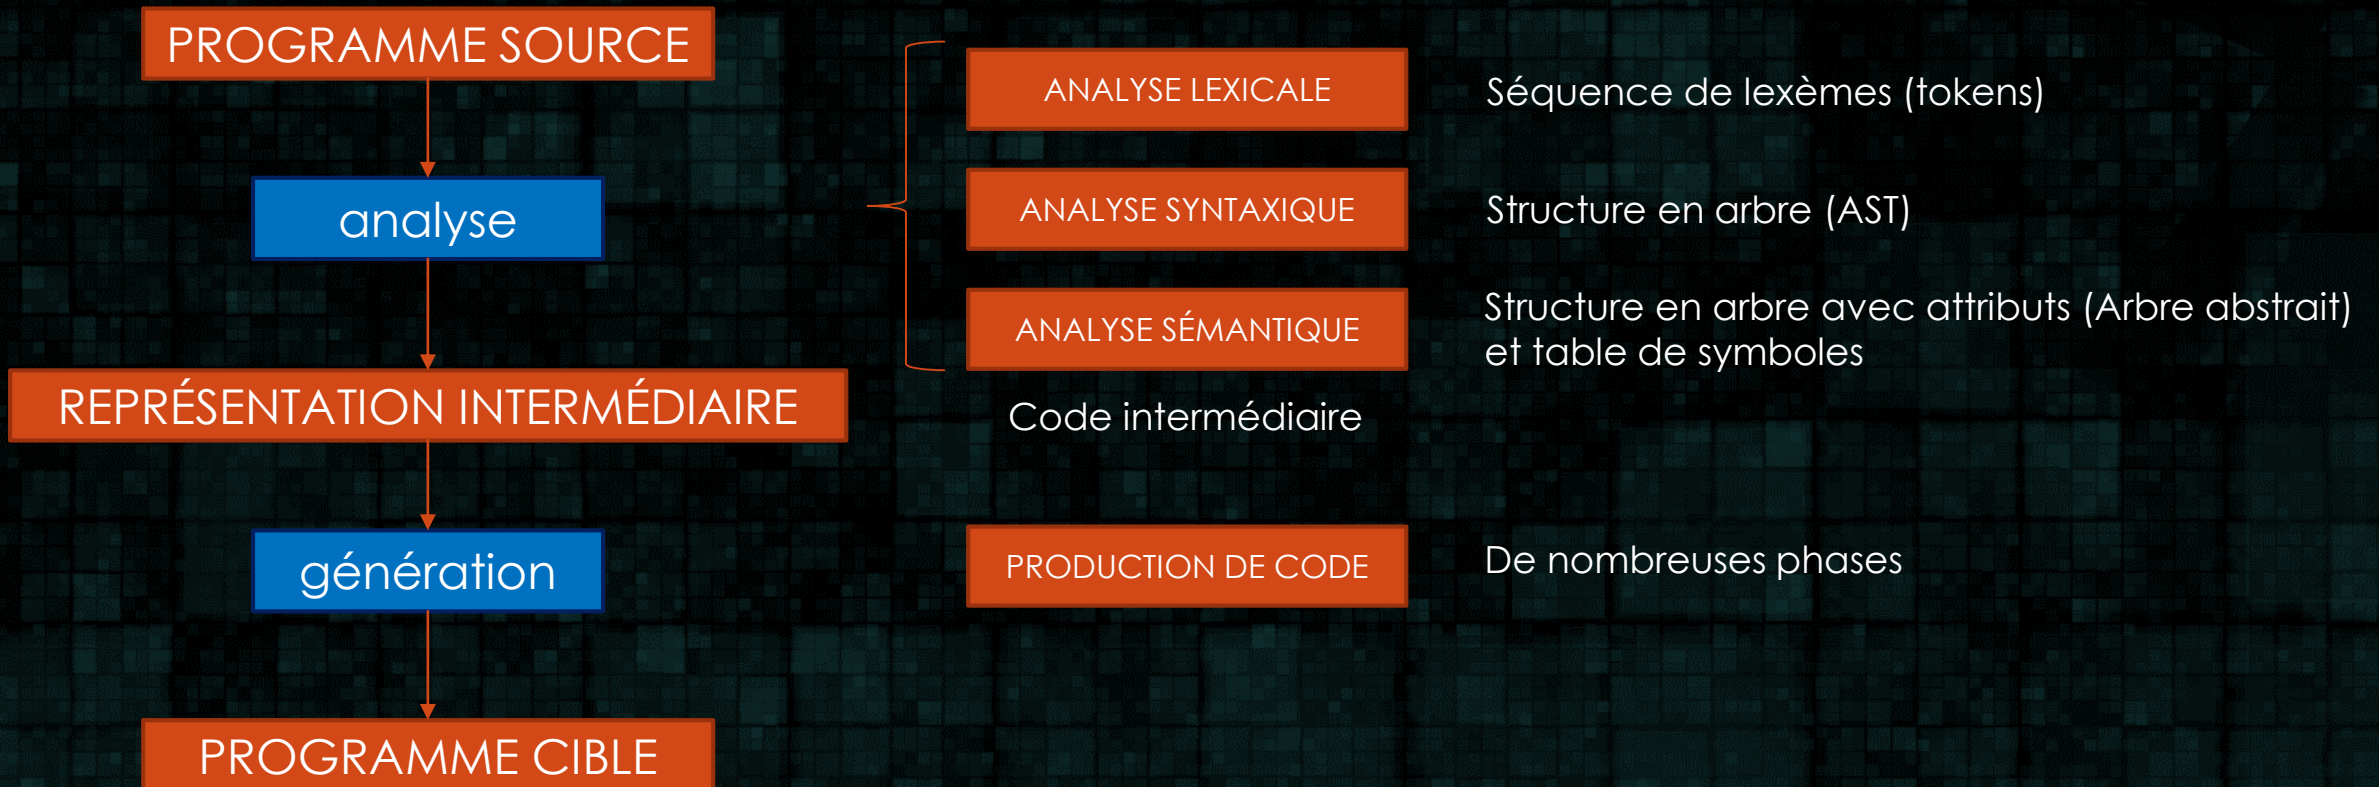 PROGRAMME SOURCE
analyse
REPRÉSENTATION INTERMÉDIAIRE
génération
PROGRAMME CIBLE
ANALYSE LEXICALE
Séquence de lexèmes (tokens)
ANALYSE SYNTAXIQUE
Structure en arbre (AST)
ANALYSE SÉMANTIQUE
Structure en arbre avec attributs (Arbre abstrait)
et table de symboles
Code intermédiaire
PRODUCTION DE CODE
De nombreuses phases